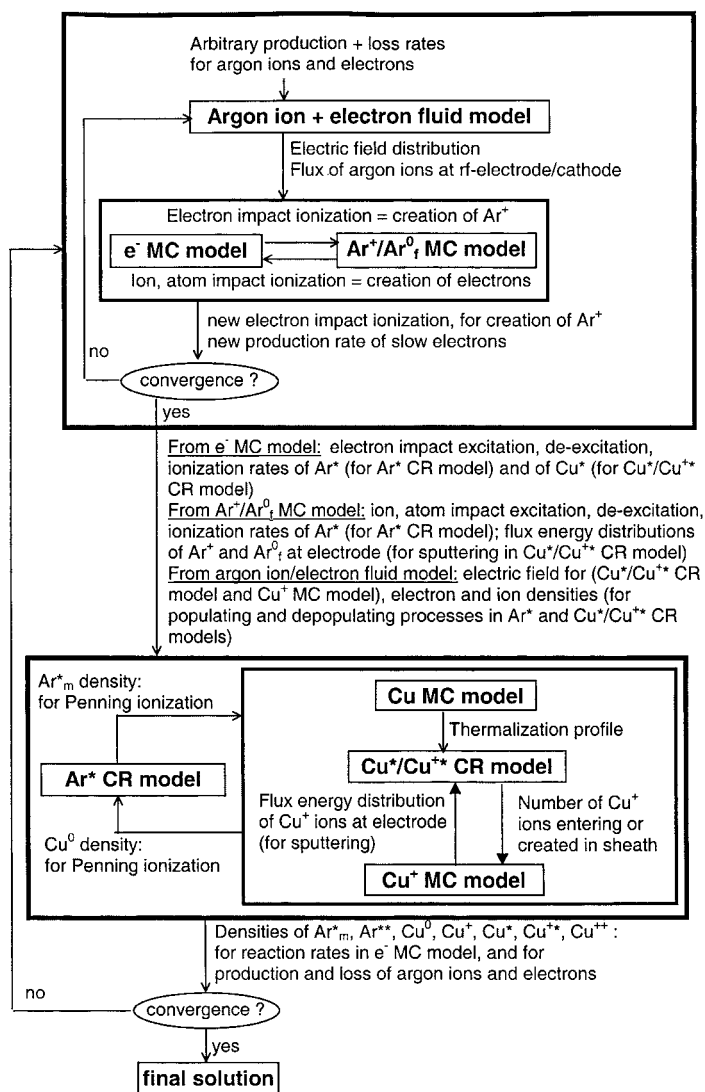 Arbitrary production + loss rates
for argon ions and electrons
Argon ion + electron fluid model
Electric field distribution
Flux of argon ions at rf-electrode/cathode
Electron impact ionization = creation of Ar⁺
e⁻ MC model
Ar⁺/Ar⁰f MC model
Ion, atom impact ionization = creation of electrons
new electron impact ionization, for creation of Ar⁺
new production rate of slow electrons
no
convergence ?
yes
From e⁻ MC model: electron impact excitation, de-excitation,
ionization rates of Ar* (for Ar* CR model) and of Cu* (for Cu*/Cu⁺*
CR model)
From Ar⁺/Ar⁰f MC model: ion, atom impact excitation, de-excitation,
ionization rates of Ar* (for Ar* CR model); flux energy distributions
of Ar⁺ and Ar⁰f at electrode (for sputtering in Cu*/Cu⁺* CR model)
From argon ion/electron fluid model: electric field for (Cu*/Cu⁺* CR
model and Cu⁺ MC model), electron and ion densities (for
populating and depopulating processes in Ar* and Cu*/Cu⁺* CR
models)
Ar*m density:
for Penning ionization
Ar* CR model
Cu⁰ density:
for Penning ionization
Cu MC model
Thermalization profile
Cu*/Cu⁺* CR model
Flux energy distribution
of Cu⁺ ions at electrode
(for sputtering)
Number of Cu⁺
ions entering or
created in sheath
Cu⁺ MC model
Densities of Ar*m, Ar**, Cu⁰, Cu⁺, Cu*, Cu⁺*, Cu⁺⁺ :
for reaction rates in e⁻ MC model, and for
production and loss of argon ions and electrons
no
convergence ?
yes
final solution